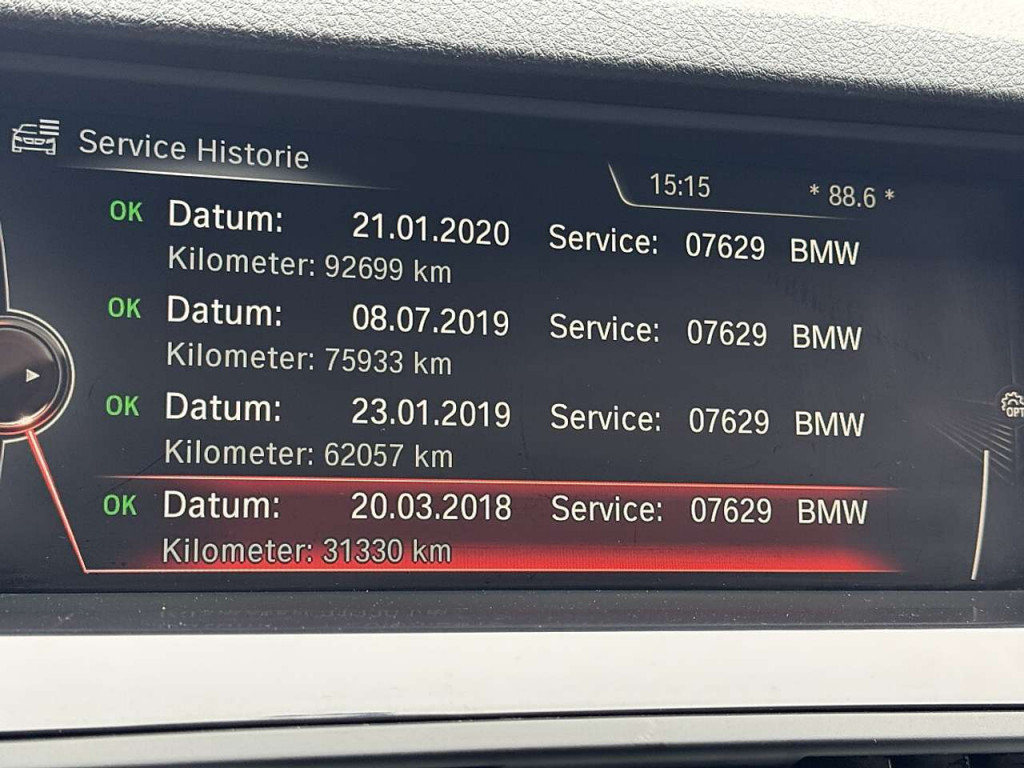 Service Historie
15:15 * 88.6 *
OK Datum: 21.01.2020 Service: 07629 BMW
Kilometer: 92699 km
OK Datum: 08.07.2019 Service: 07629 BMW
Kilometer: 75933 km
OK Datum: 23.01.2019 Service: 07629 BMW
Kilometer: 62057 km
OPT
OK Datum: 20.03.2018 Service: 07629 BMW
Kilometer: 31330 km